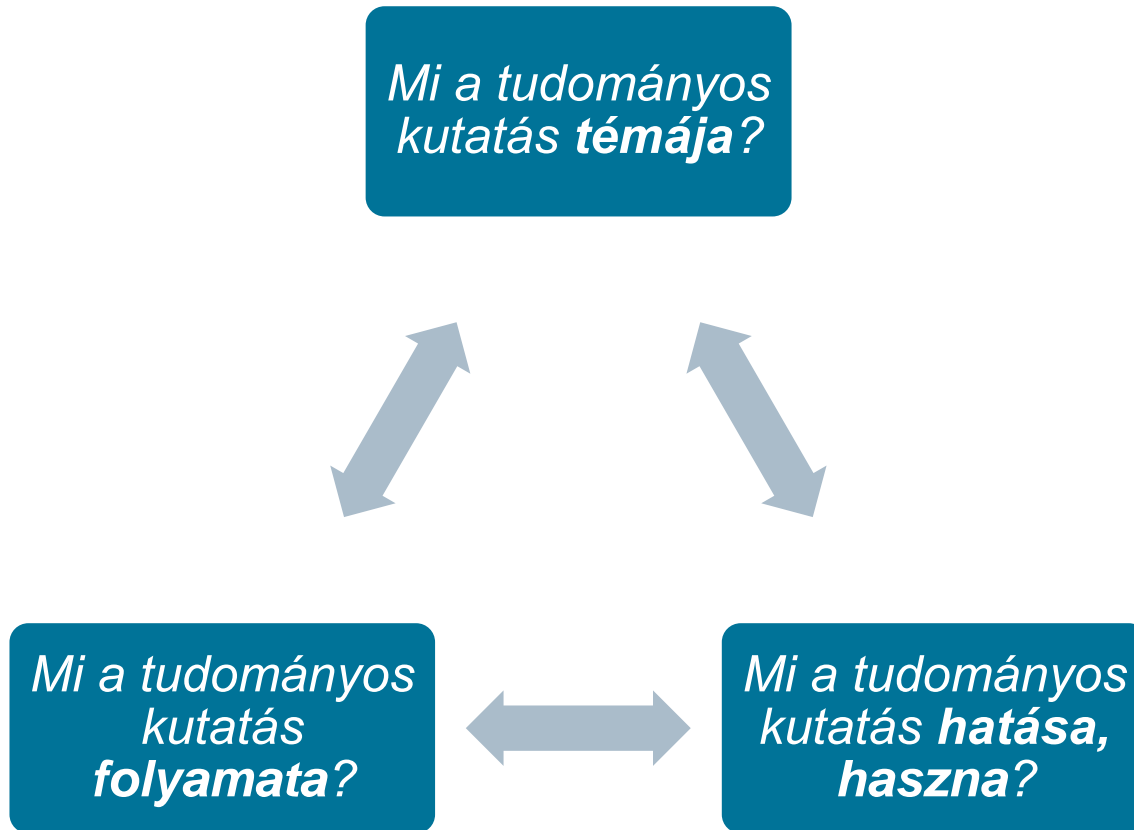 Mi a tudományos
kutatás témája?
Mi a tudományos
kutatás
folyamata?
Mi a tudományos
kutatás hatása,
haszna?